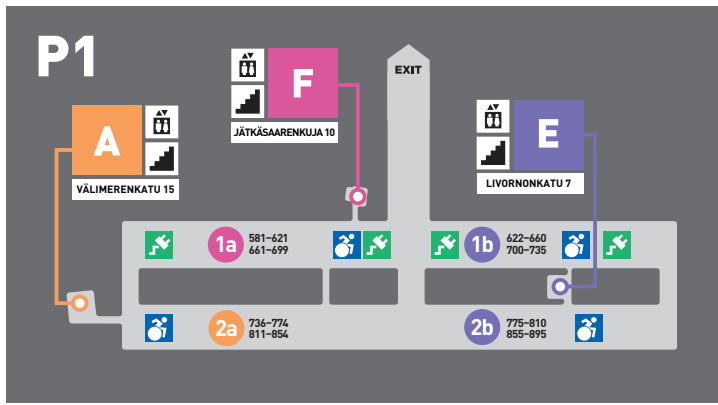 P1
EXIT
F
JÄTKÄSAARENKUJA 10
A
VÄLIMERENKATU 15
E
LIVORNONKATU 7
1a
581–621
661–699
1b
622–660
700–735
2a
736–774
811–854
2b
775–810
855–895